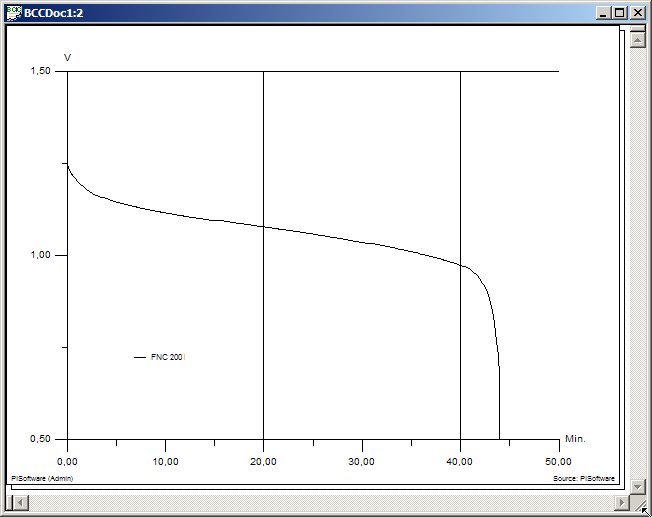 BCCDoc1:2
V
1,50
1,00
FNC 200 l
0,50
Min.
0,00 10,00 20,00 30,00 40,00 50,00
PISoftware (Admin) Source: PISoftware